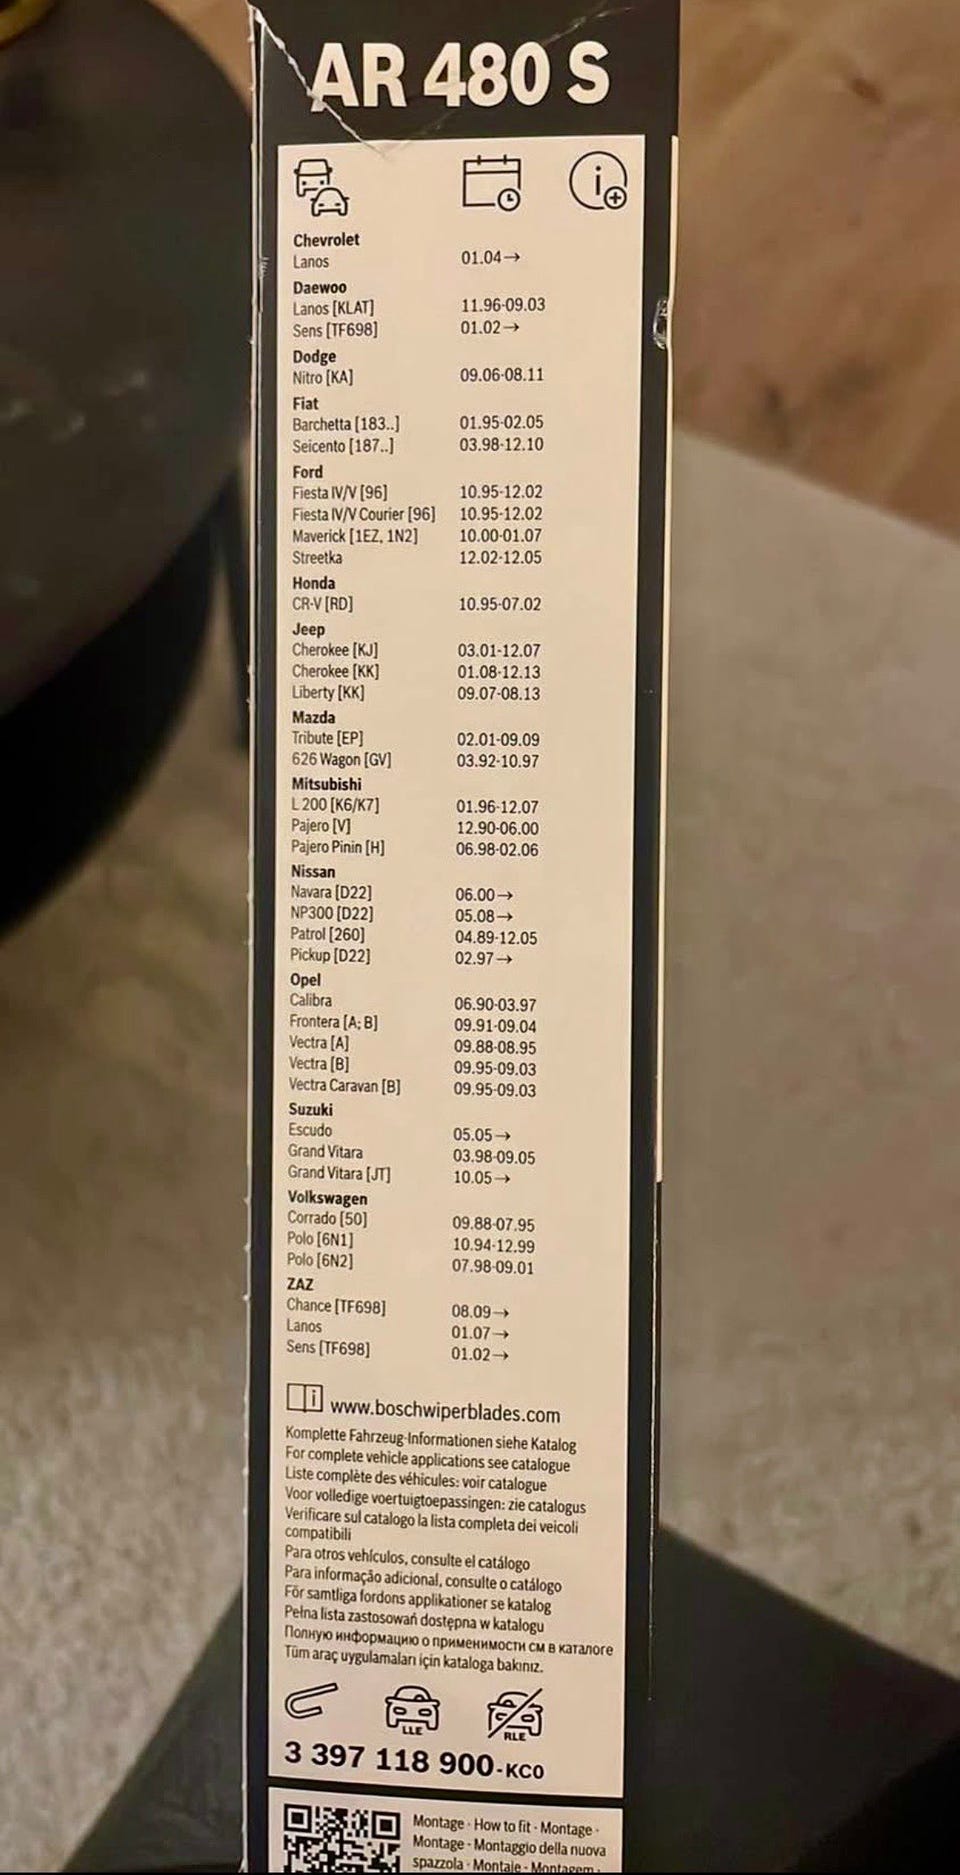 AR 480 S
Chevrolet
Lanos 01.04→
Daewoo
Lanos [KLAT] 11.96-09.03
Sens [TF698] 01.02→
Dodge
Nitro [KA] 09.06-08.11
Fiat
Barchetta [183..] 01.95-02.05
Seicento [187..] 03.98-12.10
Ford
Fiesta IV/V [96] 10.95-12.02
Fiesta IV/V Courier [96] 10.95-12.02
Maverick [1EZ, 1N2] 10.00-01.07
Streetka 12.02-12.05
Honda
CR-V [RD] 10.95-07.02
Jeep
Cherokee [KJ] 03.01-12.07
Cherokee [KK] 01.08-12.13
Liberty [KK] 09.07-08.13
Mazda
Tribute [EP] 02.01-09.09
626 Wagon [GV] 03.92-10.97
Mitsubishi
L 200 [K6/K7] 01.96-12.07
Pajero [V] 12.90-06.00
Pajero Pinin [H] 06.98-02.06
Nissan
Navara [D22] 06.00→
NP300 [D22] 05.08→
Patrol [260] 04.89-12.05
Pickup [D22] 02.97→
Opel
Calibra 06.90-03.97
Frontera [A; B] 09.91-09.04
Vectra [A] 09.88-08.95
Vectra [B] 09.95-09.03
Vectra Caravan [B] 09.95-09.03
Suzuki
Escudo 05.05→
Grand Vitara 03.98-09.05
Grand Vitara [JT] 10.05→
Volkswagen
Corrado [50] 09.88-07.95
Polo [6N1] 10.94-12.99
Polo [6N2] 07.98-09.01
ZAZ
Chance [TF698] 08.09→
Lanos 01.07→
Sens [TF698] 01.02→
www.boschwiperblades.com
Komplette Fahrzeug-Informationen siehe Katalog
For complete vehicle applications see catalogue
Liste complète des véhicules: voir catalogue
Voor volledige voertuigtoepassingen: zie catalogus
Verificare sul catalogo la lista completa dei veicoli
compatibili
Para otros vehículos, consulte el catálogo
Para informação adicional, consulte o catálogo
För samtliga fordons applikationer se katalog
Pełna lista zastosowań dostępna w katalogu
Полную информацию о применимости см в каталоге
Tüm araç uygulamaları için kataloga bakınız.
LLE RLE
3 397 118 900-KC0
Montage · How to fit · Montage ·
Montage · Montaggio della nuova
spazzola · Montaje · Montagem ·